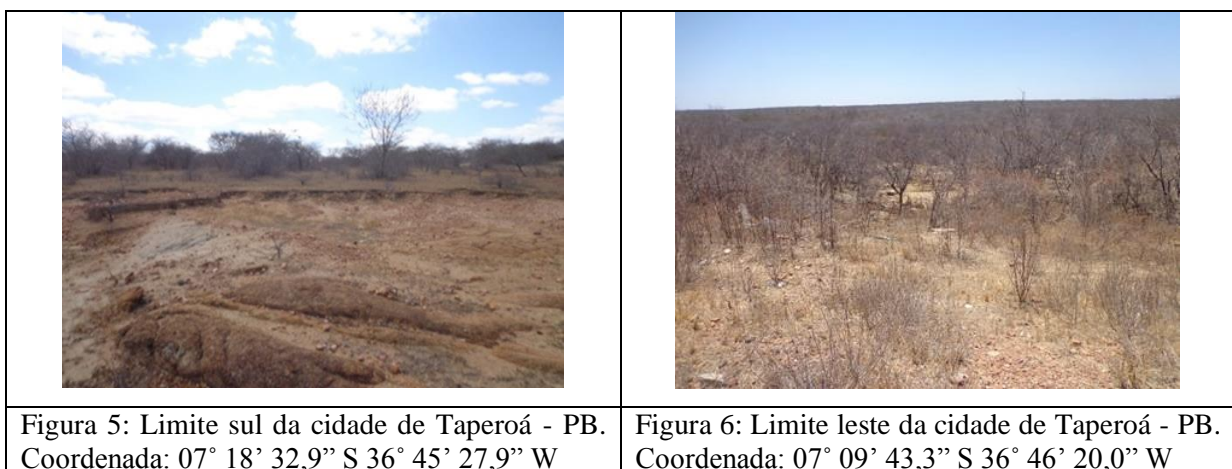 Figura 5: Limite sul da cidade de Taperoá - PB.
Coordenada: 07° 18’ 32,9” S 36° 45’ 27,9” W
Figura 6: Limite leste da cidade de Taperoá - PB.
Coordenada: 07° 09’ 43,3” S 36° 46’ 20,0” W